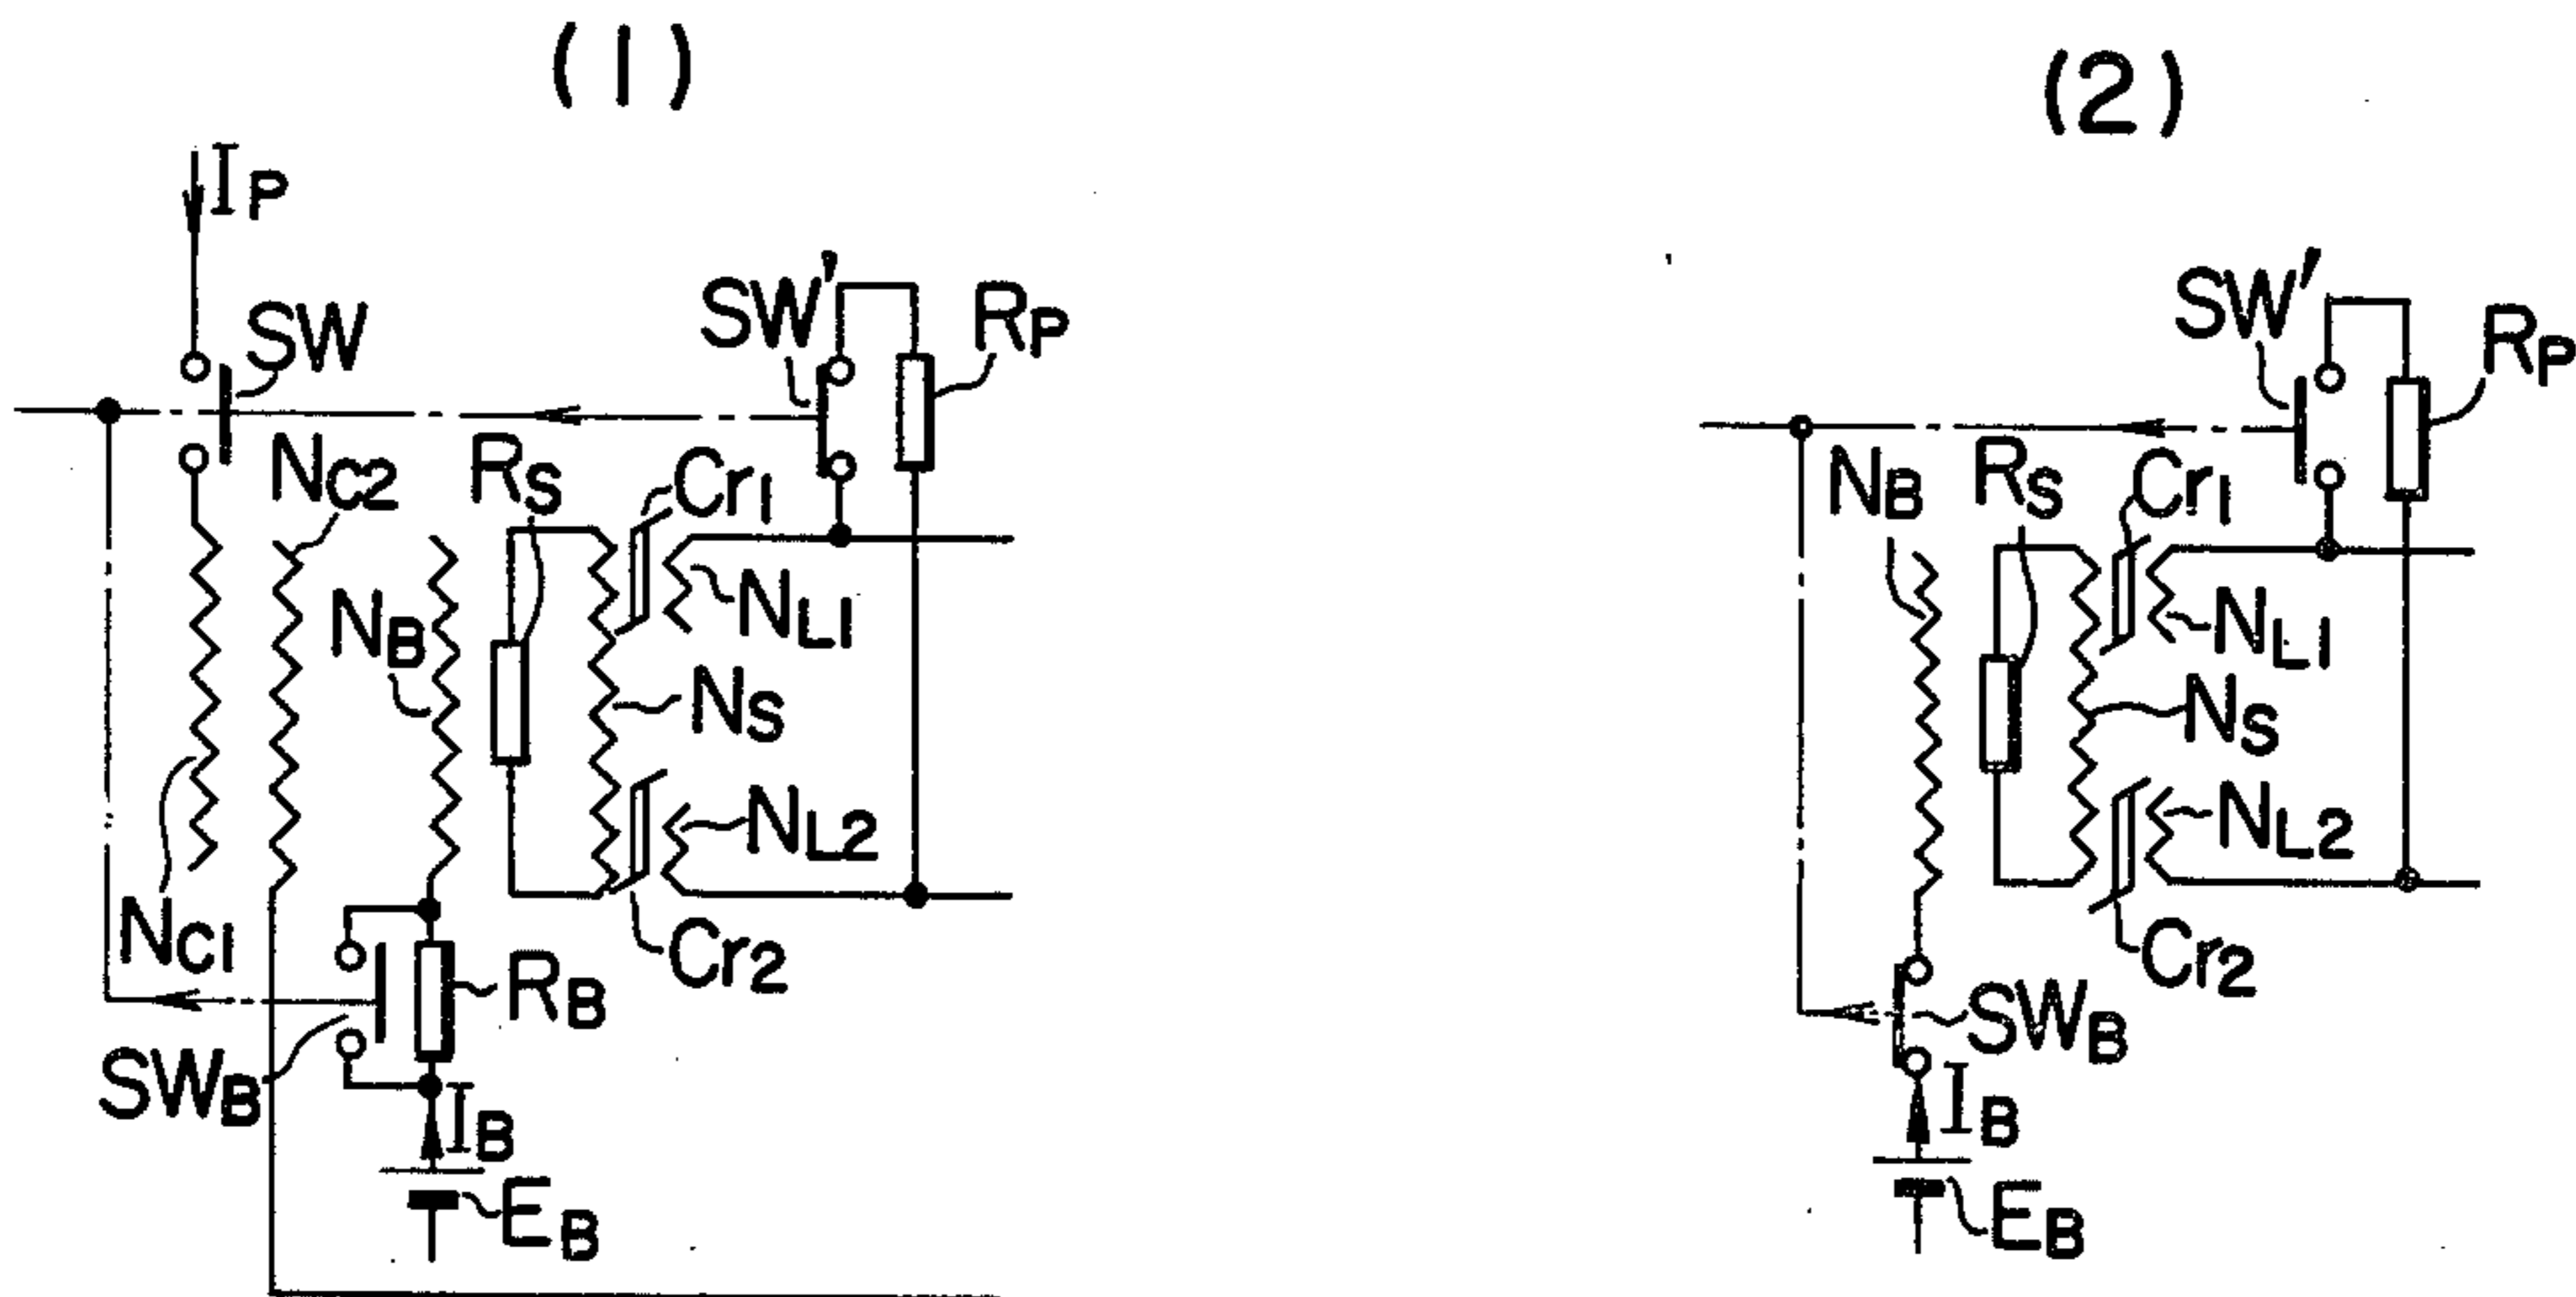 (1)
IP
SW
SW'
RP
NC2
RS
Cr1
NL1
NB
NS
NL2
NC1
Cr2
RB
SWB
IB
EB
(2)
SW'
RP
NB
RS
Cr1
NL1
NS
NL2
Cr2
SWB
IB
EB